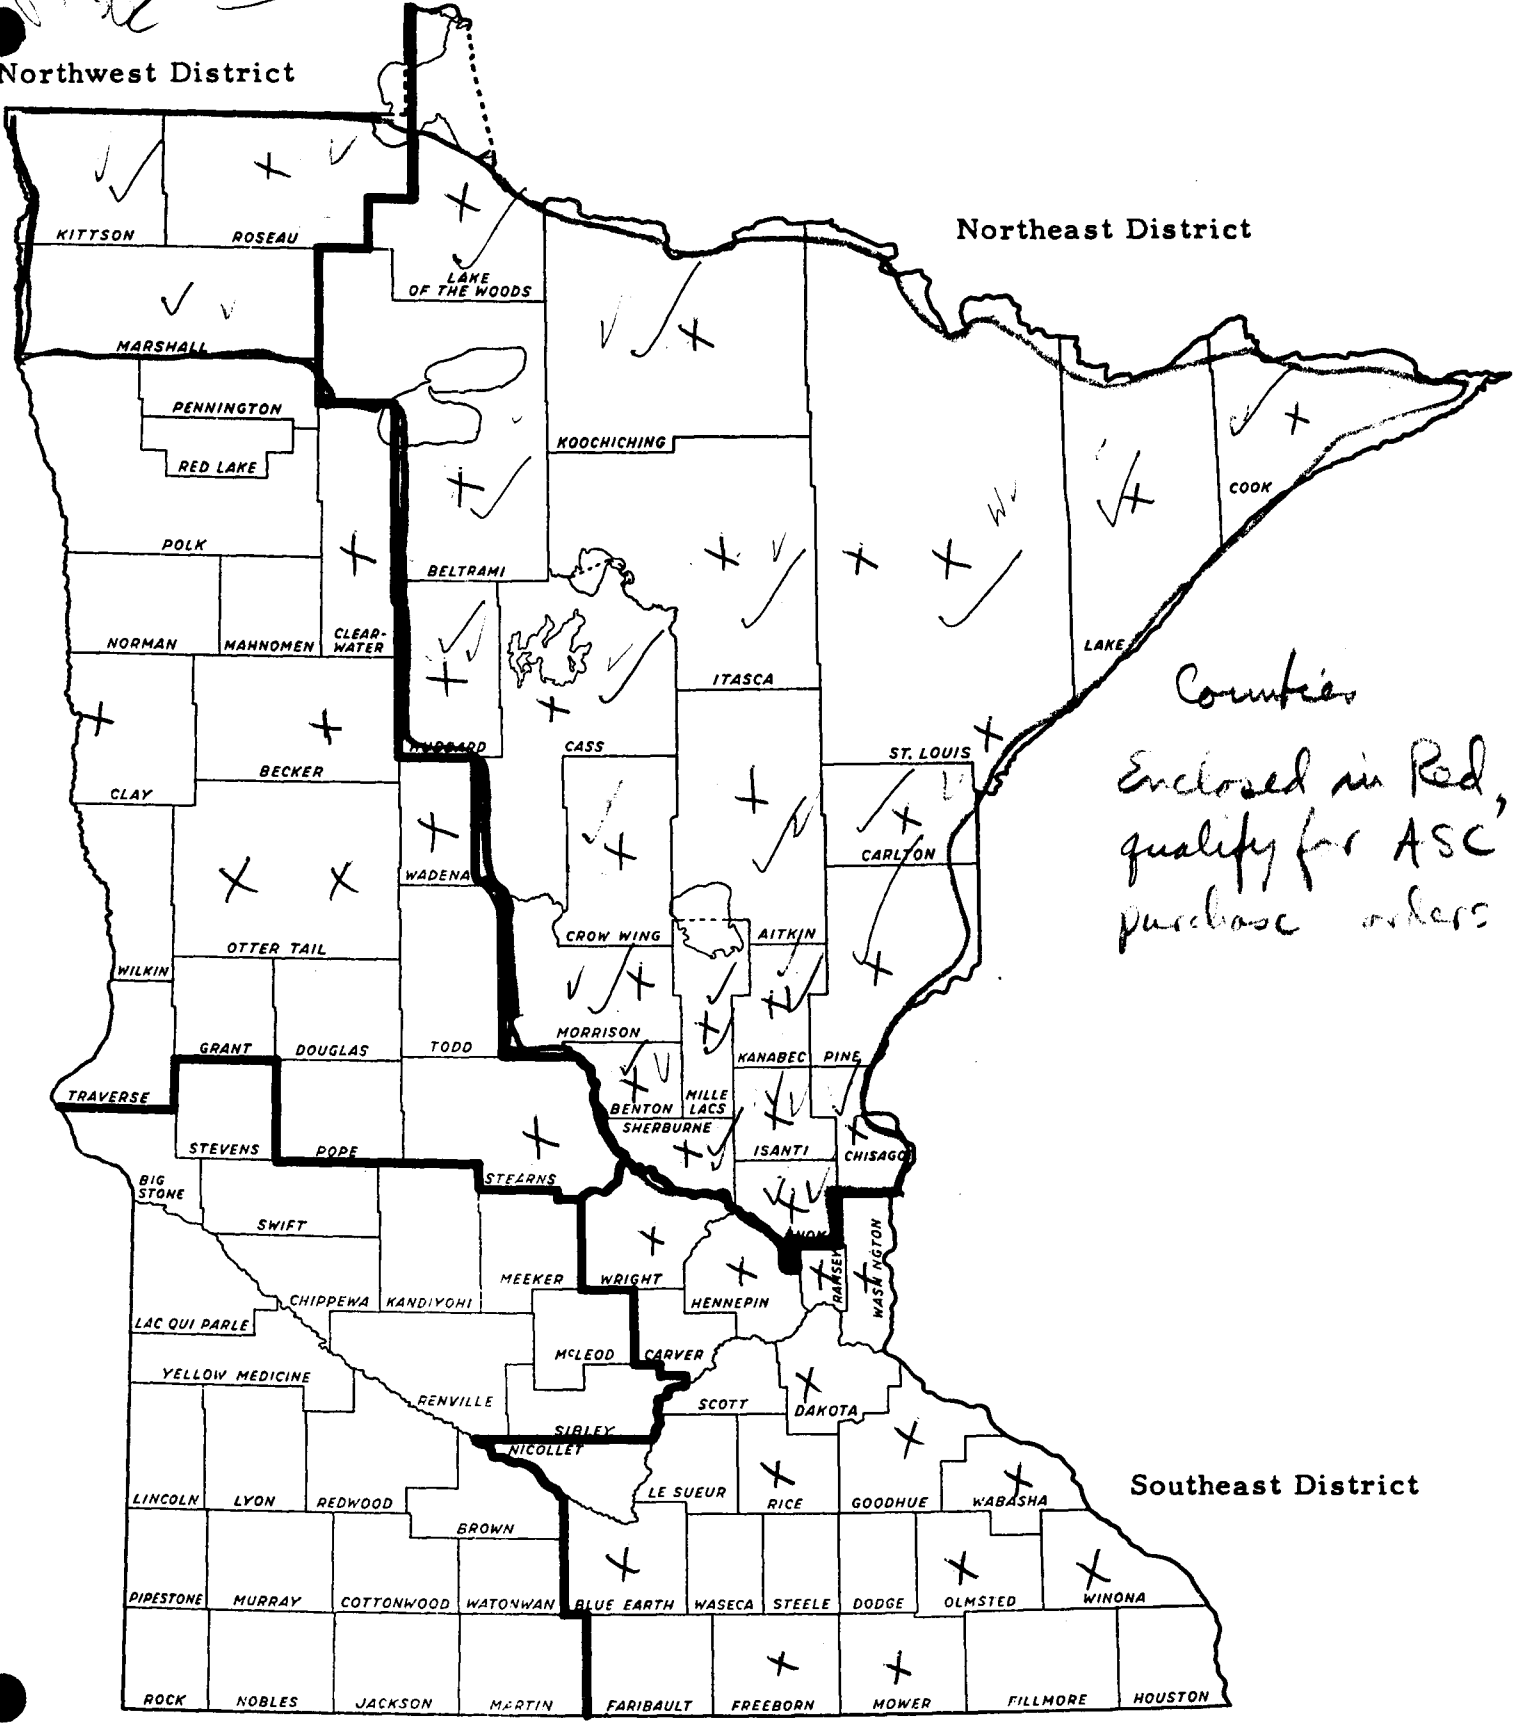 Northwest District
Northeast District
KITTSON
ROSEAU
LAKE
OF THE WOODS
MARSHALL
PENNINGTON
KOOCHICHING
RED LAKE
COOK
POLK
BELTRAMI
NORMAN
MAHNOMEN
CLEAR-
WATER
LAKE
ITASCA
Counties
Enclosed in Red,
qualify for ASC
purchase orders
HUBBARD
CASS
ST. LOUIS
BECKER
CLAY
CARLTON
WADENA
CROW WING
AITKIN
OTTER TAIL
WILKIN
MORRISON
GRANT
DOUGLAS
TODD
KANABEC
PINE
TRAVERSE
BENTON
MILLE
LACS
SHERBURNE
STEVENS
POPE
ISANTI
CHISAGO
STEARNS
BIG
STONE
SWIFT
ANOKA
RAMSEY
WASHINGTON
MEEKER
WRIGHT
CHIPPEWA
KANDIYOHI
HENNEPIN
LAC QUI PARLE
McLEOD
CARVER
YELLOW MEDICINE
RENVILLE
SCOTT
DAKOTA
SIBLEY
NICOLLET
Southeast District
LINCOLN
LYON
REDWOOD
LE SUEUR
RICE
GOODHUE
WABASHA
BROWN
PIPESTONE
MURRAY
COTTONWOOD
WATONWAN
BLUE EARTH
WASECA
STEELE
DODGE
OLMSTED
WINONA
ROCK
NOBLES
JACKSON
MARTIN
FARIBAULT
FREEBORN
MOWER
FILLMORE
HOUSTON